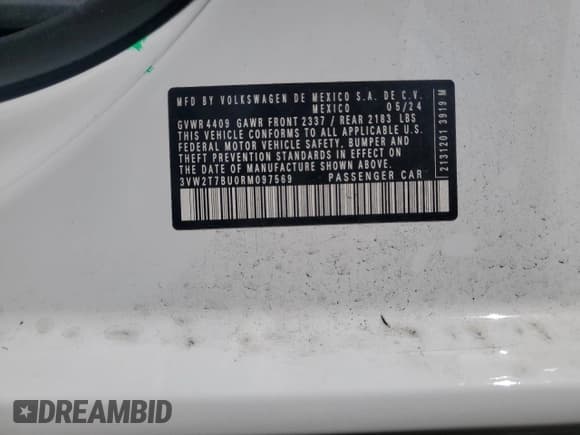 MFD BY VOLKSWAGEN DE MEXICO S.A. DE C.V.
MEXICO 05/24
GVWR 4409 GAWR FRONT 2337 / REAR 2183 LBS
THIS VEHICLE CONFORMS TO ALL APPLICABLE U.S.
FEDERAL MOTOR VEHICLE SAFETY, BUMPER AND
THEFT PREVENTION STANDARDS IN EFFECT ON
THE DATE OF MANUFACTURE SHOWN ABOVE.
3VW2T7BU0RM097569 PASSENGER CAR
2131201 3919 M
DREAMBID